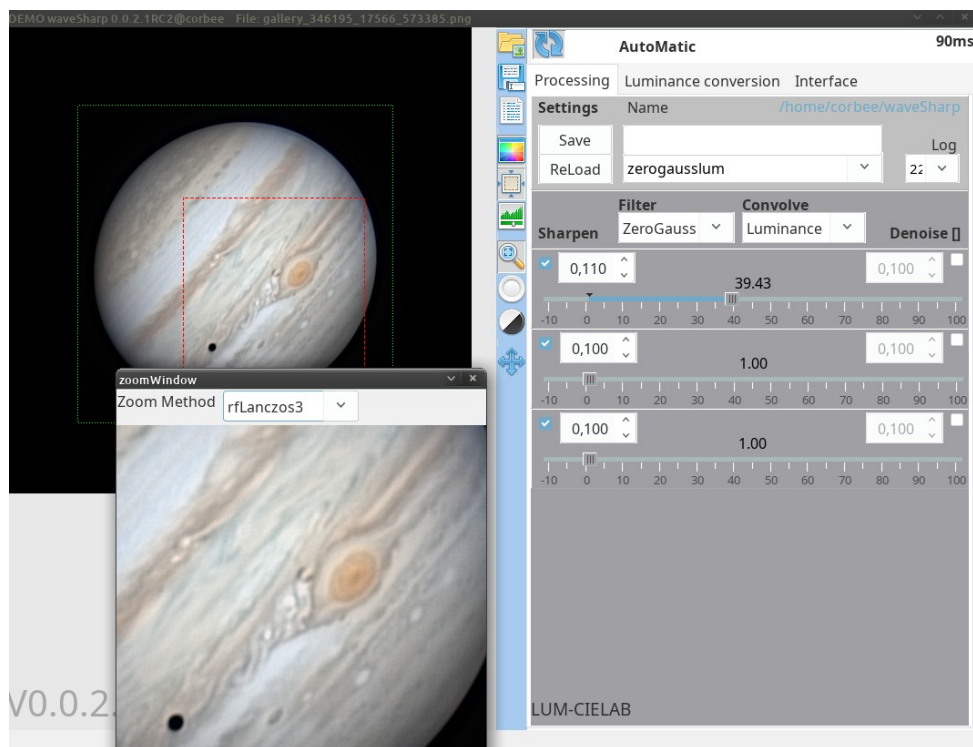 DEMO waveSharp 0.0.2.1RC2@corbee File: gallery_346195_17566_573385.png
AutoMatic
90ms
Processing Luminance conversion Interface
Settings Name /home/corbee/waveSharp
Save
Log
ReLoad zerogausslum 22
Filter Convolve
Sharpen ZeroGauss Luminance Denoise []
0,110 0,100
39.43
-10 0 10 20 30 40 50 60 70 80 90 100
0,100 0,100
1.00
-10 0 10 20 30 40 50 60 70 80 90 100
0,100 0,100
1.00
-10 0 10 20 30 40 50 60 70 80 90 100
zoomWindow
Zoom Method rfLanczos3
V0.0.2.
LUM-CIELAB